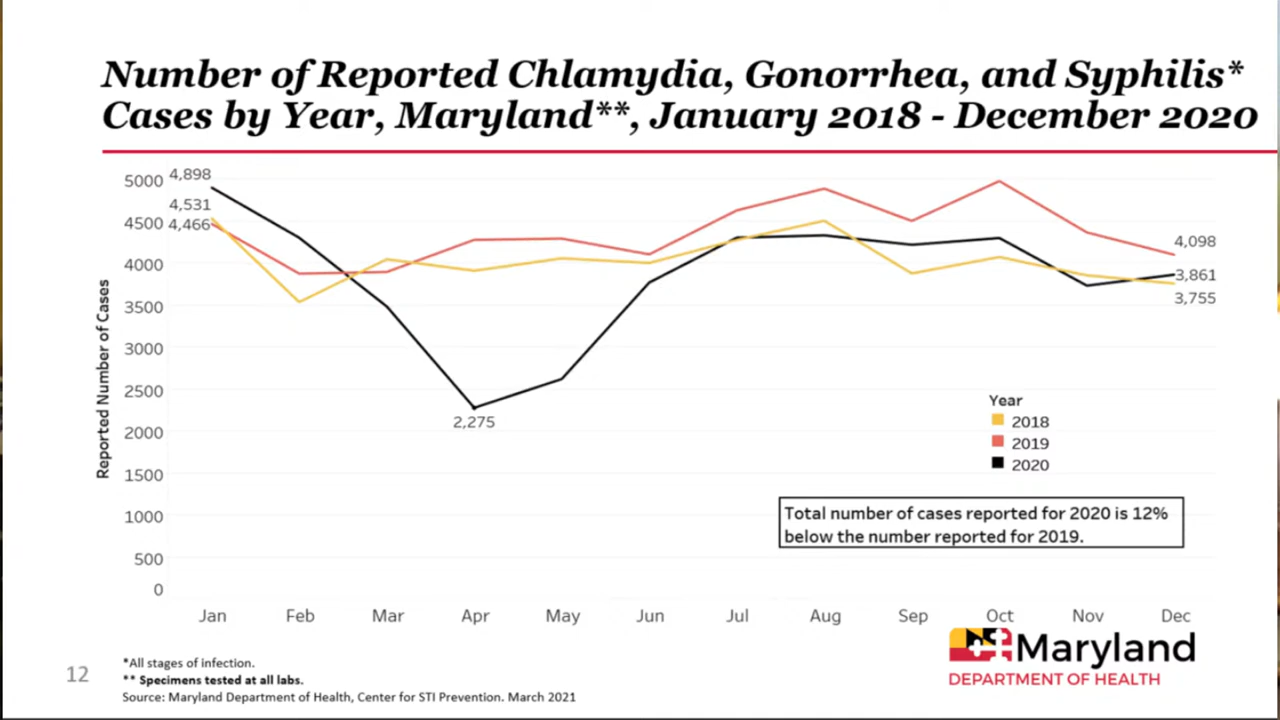 Number of Reported Chlamydia, Gonorrhea, and Syphilis*
Cases by Year, Maryland**, January 2018 - December 2020
Reported Number of Cases
5000
4500
4000
3500
3000
2500
2000
1500
1000
500
0
4,898
4,531
4,466
2,275
4,098
3,861
3,755
Year
2018
2019
2020
Total number of cases reported for 2020 is 12%
below the number reported for 2019.
Jan Feb Mar Apr May Jun Jul Aug Sep Oct Nov Dec
12
*All stages of infection.
** Specimens tested at all labs.
Source: Maryland Department of Health, Center for STI Prevention. March 2021
Maryland
DEPARTMENT OF HEALTH